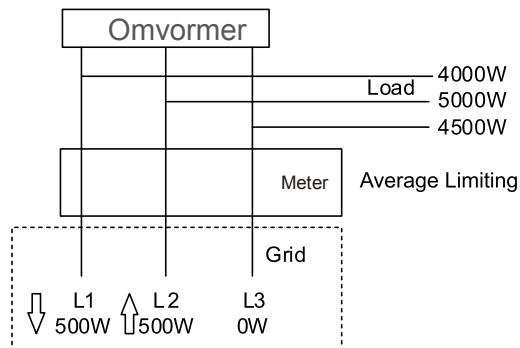 Omvormer
4000W
Load
5000W
4500W
Meter
Average Limiting
Grid
L1 L2 L3
500W 500W 0W